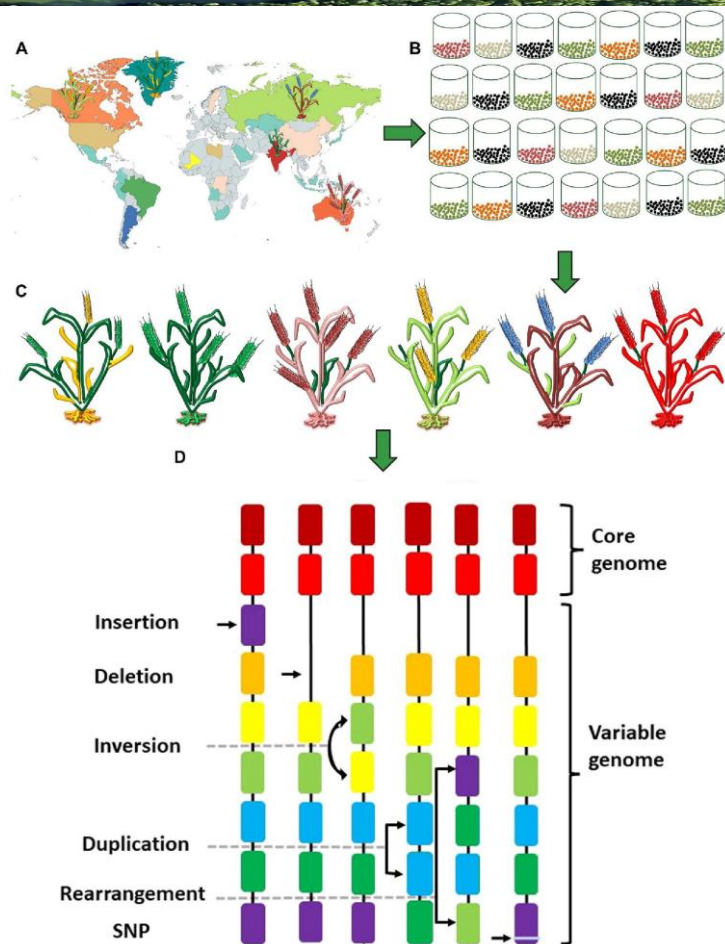 A
B
C
D
Core
genome
Insertion
Deletion
Inversion
Variable
genome
Duplication
Rearrangement
SNP